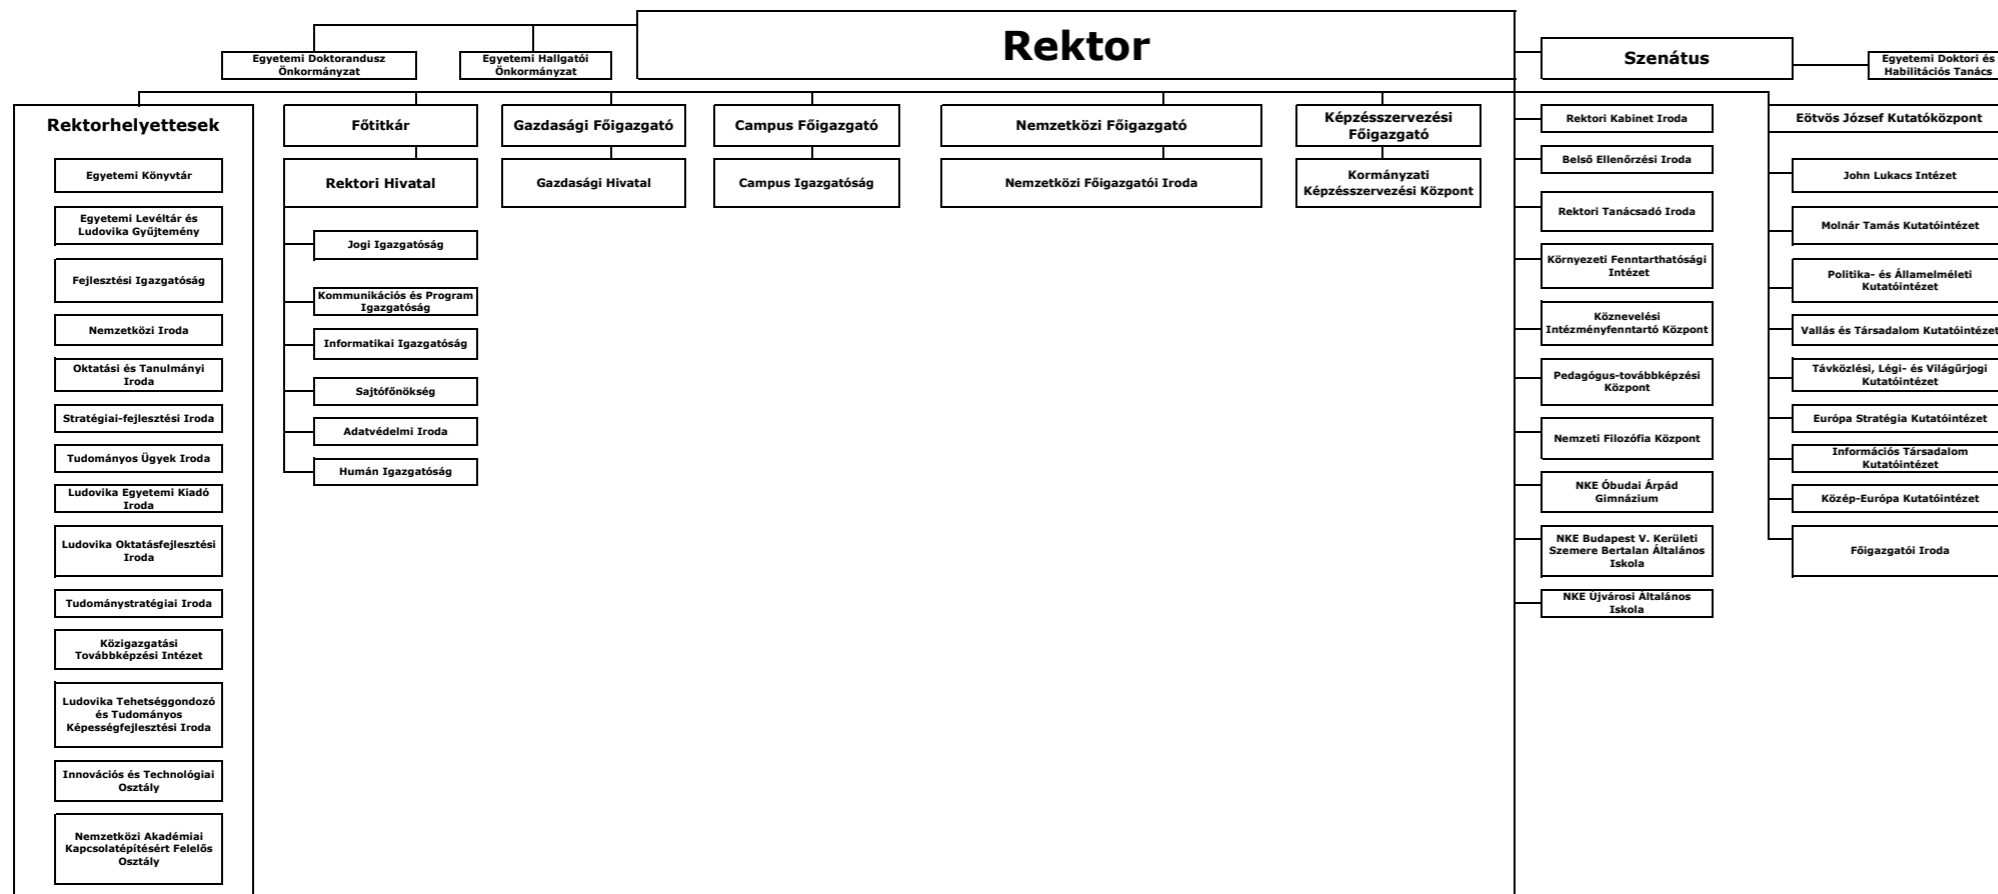 Rektor
Egyetemi Doktorandusz
Önkormányzat
Egyetemi Hallgatói
Önkormányzat
Szenátus
Egyetemi Doktori és
Habilitációs Tanács
Rektorhelyettesek
Egyetemi Könyvtár
Egyetemi Levéltár és
Ludovika Gyűjtemény
Fejlesztési Igazgatóság
Nemzetközi Iroda
Oktatási és Tanulmányi
Iroda
Stratégiai-fejlesztési Iroda
Tudományos Ügyek Iroda
Ludovika Egyetemi Kiadó
Iroda
Ludovika Oktatásfejlesztési
Iroda
Tudománystratégiai Iroda
Közigazgatási
Továbbképzési Intézet
Ludovika Tehetséggondozó
és Tudományos
Képességfejlesztési Iroda
Innovációs és Technológiai
Osztály
Nemzetközi Akadémiai
Kapcsolatépítésért Felelős
Osztály
Főtitkár
Rektori Hivatal
Jogi Igazgatóság
Kommunikációs és Program
Igazgatóság
Informatikai Igazgatóság
Sajtófőnökség
Adatvédelmi Iroda
Humán Igazgatóság
Gazdasági Főigazgató
Gazdasági Hivatal
Campus Főigazgató
Campus Igazgatóság
Nemzetközi Főigazgató
Nemzetközi Főigazgatói Iroda
Képzésszervezési
Főigazgató
Kormányzati
Képzésszervezési Központ
Rektori Kabinet Iroda
Belső Ellenőrzési Iroda
Rektori Tanácsadó Iroda
Környezeti Fenntarthatósági
Intézet
Köznevelési
Intézményfenntartó Központ
Pedagógus-továbbképzési
Központ
Nemzeti Filozófia Központ
NKE Óbudai Árpád
Gimnázium
NKE Budapest V. Kerületi
Szemere Bertalan Általános
Iskola
NKE Újvárosi Általános
Iskola
Eötvös József Kutatóközpont
John Lukacs Intézet
Molnár Tamás Kutatóintézet
Politika- és Államelméleti
Kutatóintézet
Vallás és Társadalom Kutatóintézet
Távközlési, Légi- és Világűrjogi
Kutatóintézet
Európa Stratégia Kutatóintézet
Információs Társadalom
Kutatóintézet
Közép-Európa Kutatóintézet
Főigazgatói Iroda